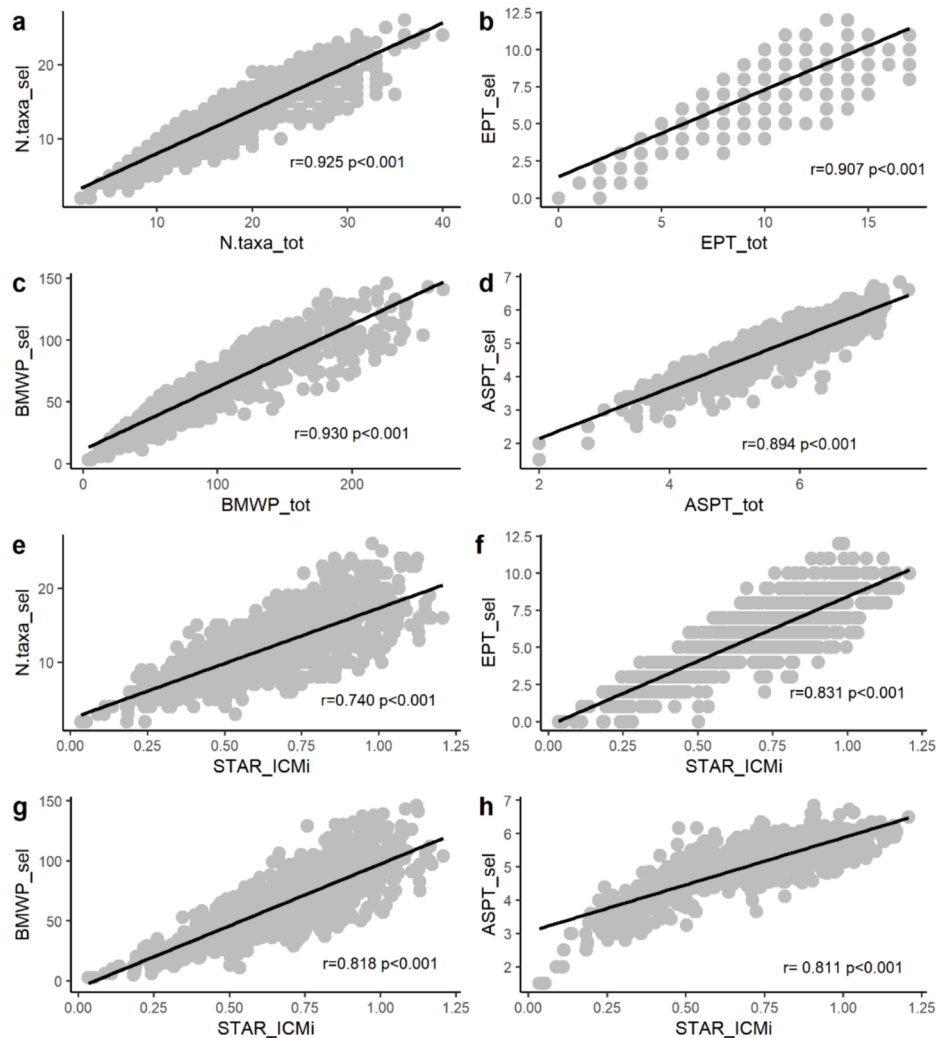 a
N.taxa_sel
20
10
r=0.925 p<0.001
10 20 30 40
N.taxa_tot
b
EPT_sel
12.5
10.0
7.5
5.0
2.5
0.0
r=0.907 p<0.001
0 5 10 15
EPT_tot
c
BMWP_sel
150
100
50
0
r=0.930 p<0.001
0 100 200
BMWP_tot
d
ASPT_sel
7
6
5
4
3
2
r=0.894 p<0.001
2 4 6
ASPT_tot
e
N.taxa_sel
20
10
r=0.740 p<0.001
0.00 0.25 0.50 0.75 1.00 1.25
STAR_ICMi
f
EPT_sel
12.5
10.0
7.5
5.0
2.5
0.0
r=0.831 p<0.001
0.00 0.25 0.50 0.75 1.00 1.25
STAR_ICMi
g
BMWP_sel
150
100
50
0
r=0.818 p<0.001
0.00 0.25 0.50 0.75 1.00 1.25
STAR_ICMi
h
ASPT_sel
7
6
5
4
3
2
r= 0.811 p<0.001
0.00 0.25 0.50 0.75 1.00 1.25
STAR_ICMi